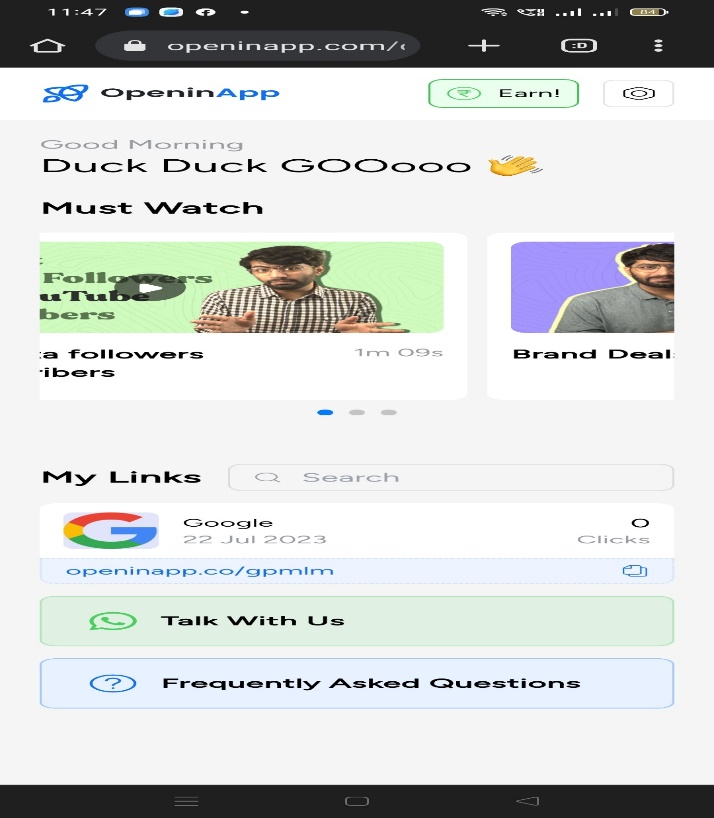 11:47
84
openinapp.com/
:D
OpeninApp
Earn!
Good Morning
Duck Duck GOOoooo 👋
Must Watch
Followers
uTube
bers
ta followers
ribers
1m 09s
Brand Deal
My Links
Search
Google
0
22 Jul 2023
Clicks
openinapp.co/gpmlm
Talk With Us
Frequently Asked Questions